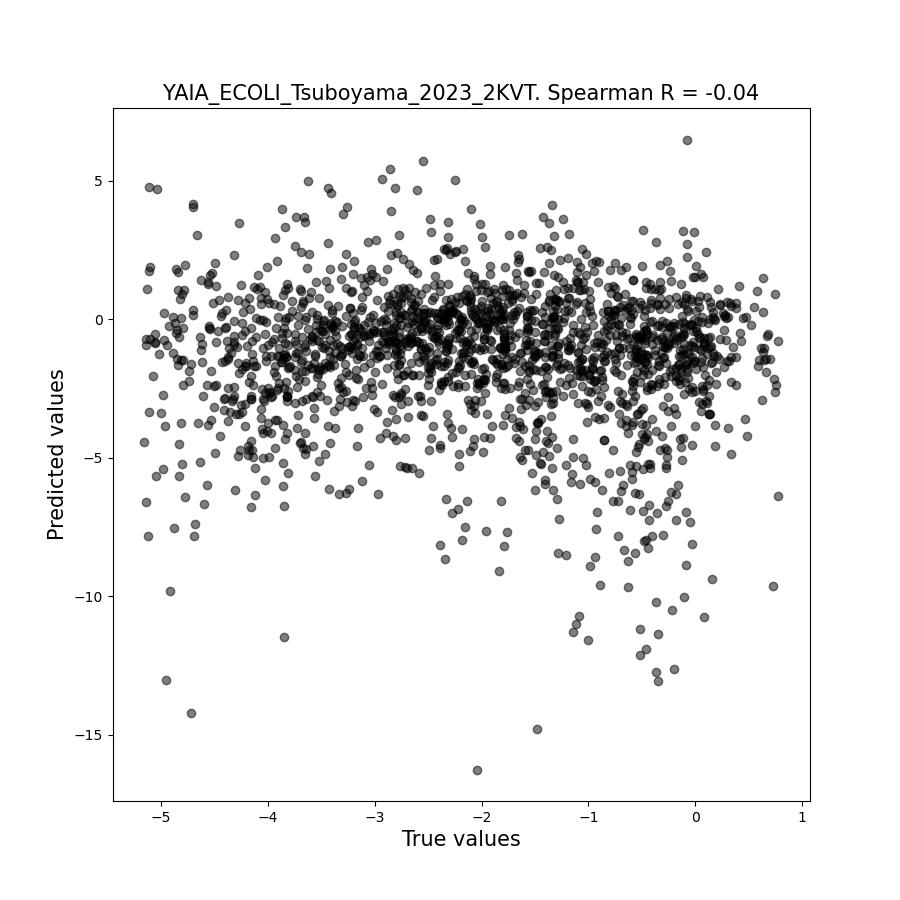 YAIA_ECOLI_Tsuboyama_2023_2KVT. Spearman R = -0.04
5
0
−5
−10
−15
Predicted values
−5 −4 −3 −2 −1 0 1
True values